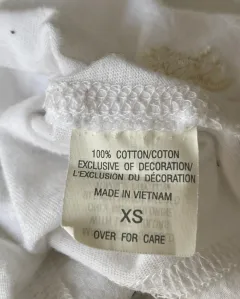 100% COTTON/COTON
EXCLUSIVE OF DECORATION/
L'EXCLUSION DU DÉCORATION
MADE IN VIETNAM
XS
OVER FOR CARE